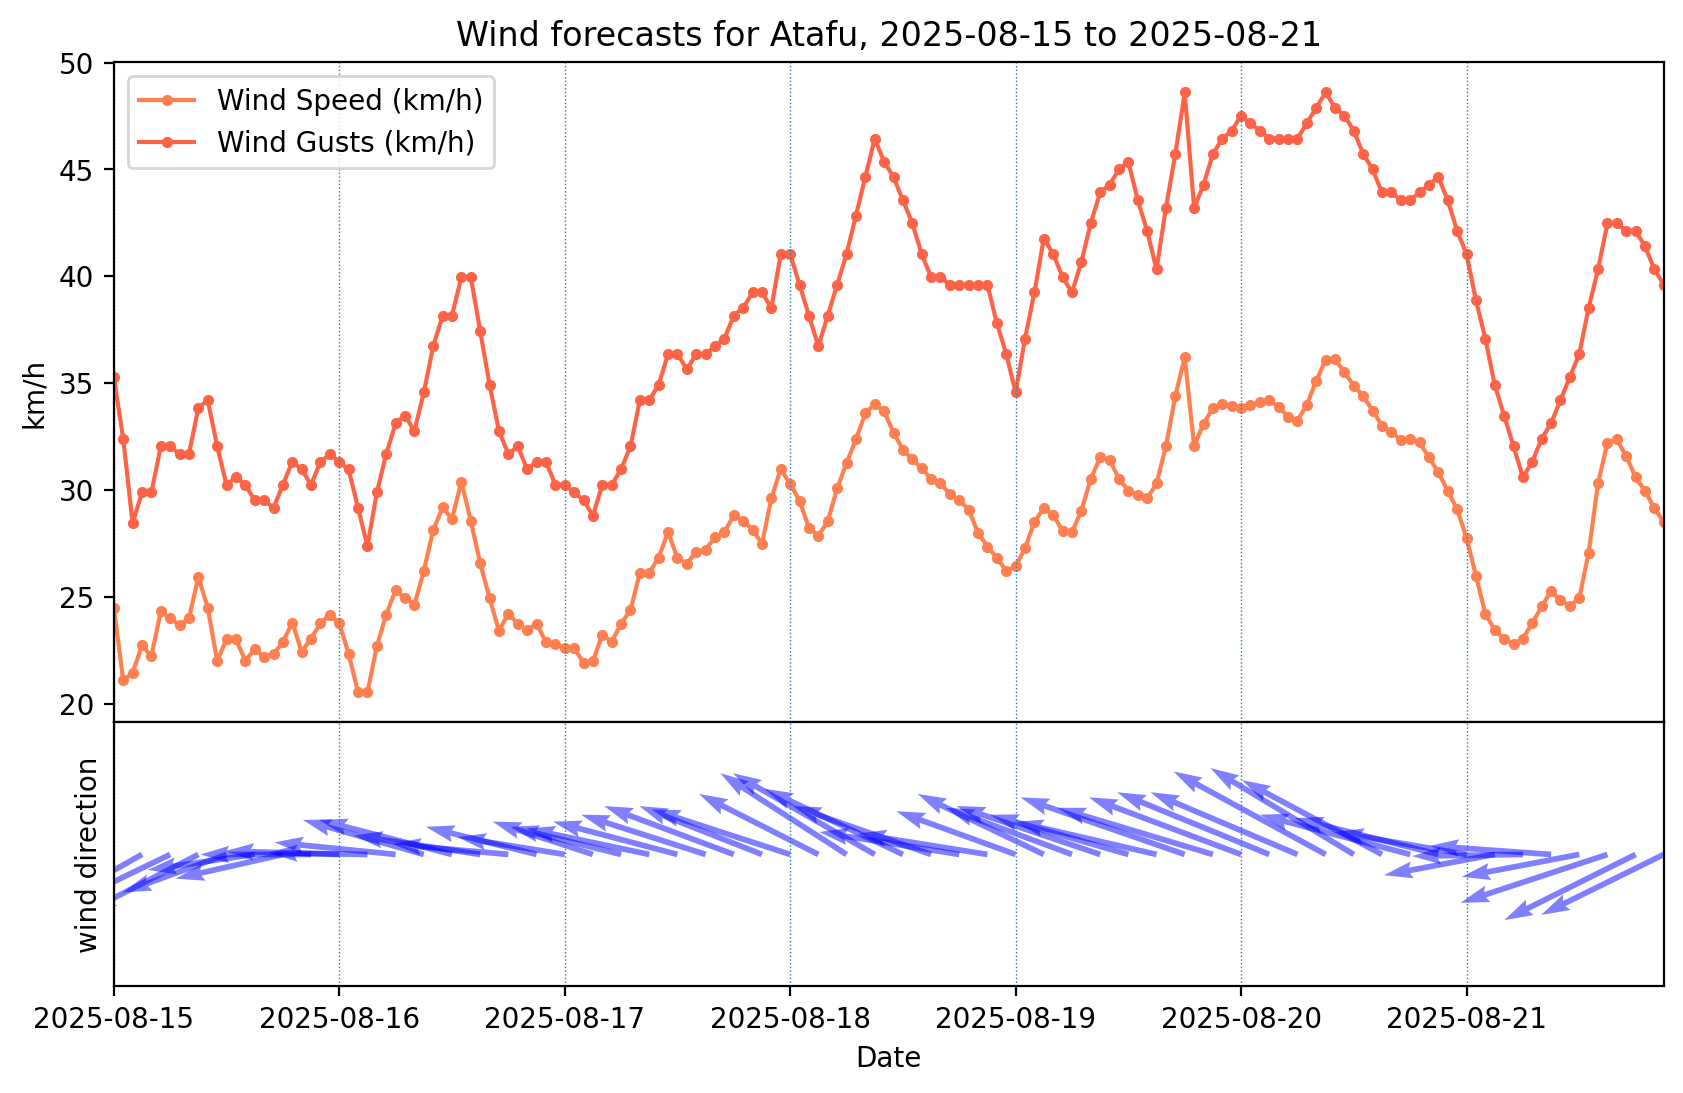 Wind forecasts for Atafu, 2025-08-15 to 2025-08-21
Wind Speed (km/h)
Wind Gusts (km/h)
50
45
40
35
30
25
20
km/h
wind direction
2025-08-15
2025-08-16
2025-08-17
2025-08-18
2025-08-19
2025-08-20
2025-08-21
Date